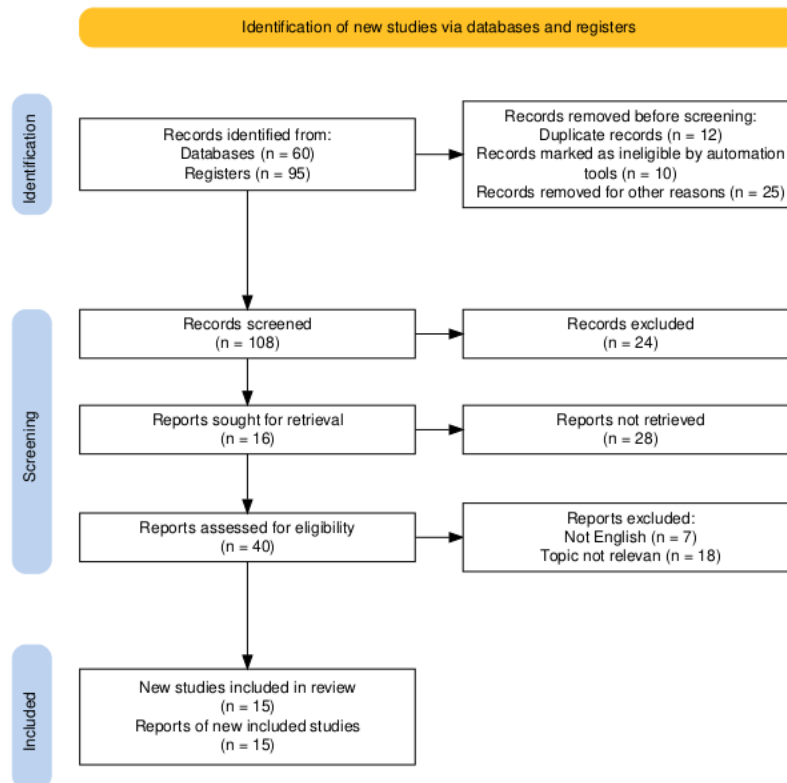 Identification of new studies via databases and registers
Identification
Records identified from:
Databases (n = 60)
Registers (n = 95)
Records removed before screening:
Duplicate records (n = 12)
Records marked as ineligible by automation
tools (n = 10)
Records removed for other reasons (n = 25)
Screening
Records screened
(n = 108)
Records excluded
(n = 24)
Reports sought for retrieval
(n = 16)
Reports not retrieved
(n = 28)
Reports assessed for eligibility
(n = 40)
Reports excluded:
Not English (n = 7)
Topic not relevan (n = 18)
Included
New studies included in review
(n = 15)
Reports of new included studies
(n = 15)